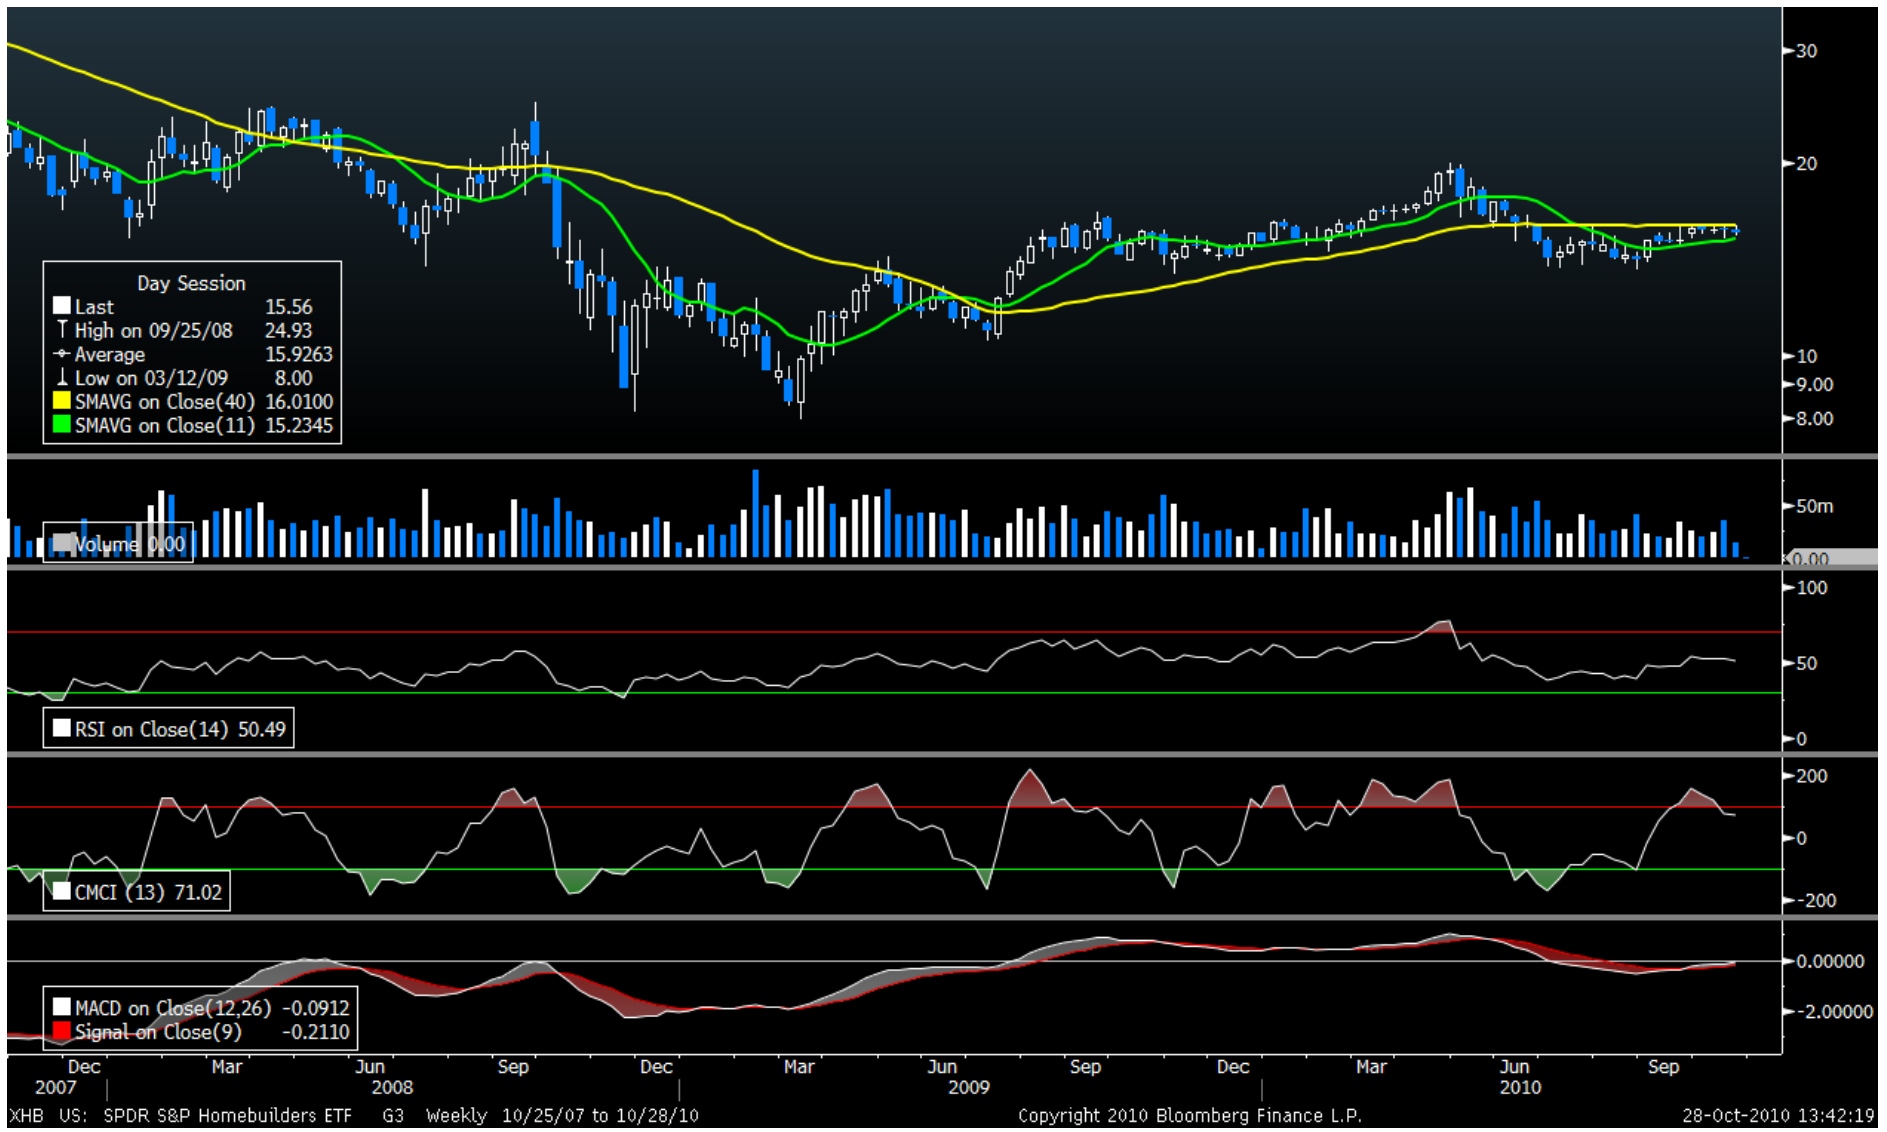 30
20
10
9.00
8.00
Day Session
Last 15.56
High on 09/25/08 24.93
Average 15.9263
Low on 03/12/09 8.00
SMAVG on Close(40) 16.0100
SMAVG on Close(11) 15.2345
50m
Volume 0.00
0.00
100
50
0
RSI on Close(14) 50.49
200
0
-200
CMCI (13) 71.02
0.00000
-2.00000
MACD on Close(12,26) -0.0912
Signal on Close(9) -0.2110
Dec Mar Jun Sep Dec Mar Jun Sep Dec Mar Jun Sep
2007 2008 2009 2010
XHB US: SPDR S&P Homebuilders ETF G3 Weekly 10/25/07 to 10/28/10 Copyright 2010 Bloomberg Finance L.P. 28-Oct-2010 13:42:19